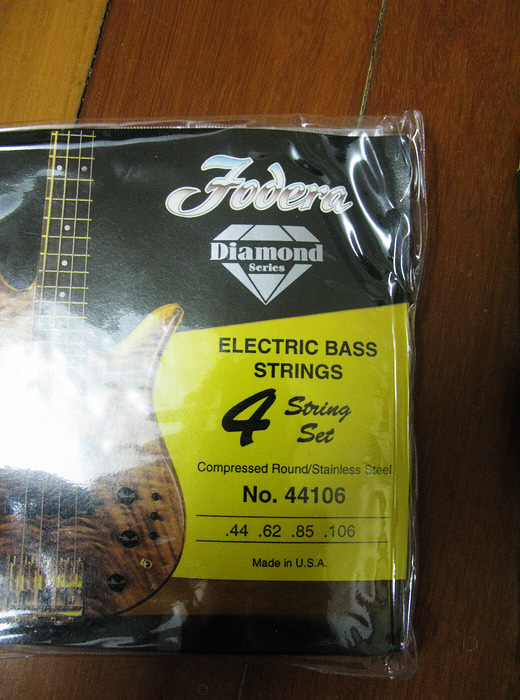 Fodera
Diamond
Series
ELECTRIC BASS
STRINGS
4 String
Set
Compressed Round/Stainless Steel
No. 44106
.44 .62 .85 .106
Made in U.S.A.